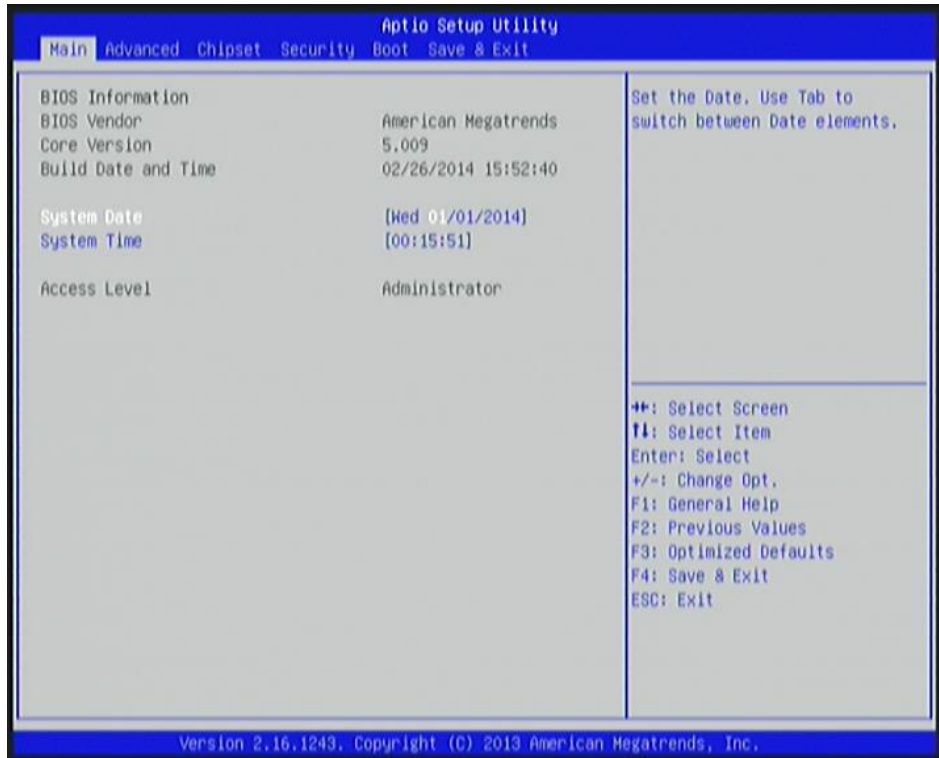 Aptio Setup Utility
Main Advanced Chipset Security Boot Save & Exit
BIOS Information
BIOS Vendor American Megatrends
Core Version 5.009
Build Date and Time 02/26/2014 15:52:40
System Date [Wed 01/01/2014]
System Time [00:15:51]
Access Level Administrator
Set the Date. Use Tab to
switch between Date elements.
→←: Select Screen
↑↓: Select Item
Enter: Select
+/-: Change Opt.
F1: General Help
F2: Previous Values
F3: Optimized Defaults
F4: Save & Exit
ESC: Exit
Version 2.16.1243. Copyright (C) 2013 American Megatrends, Inc.